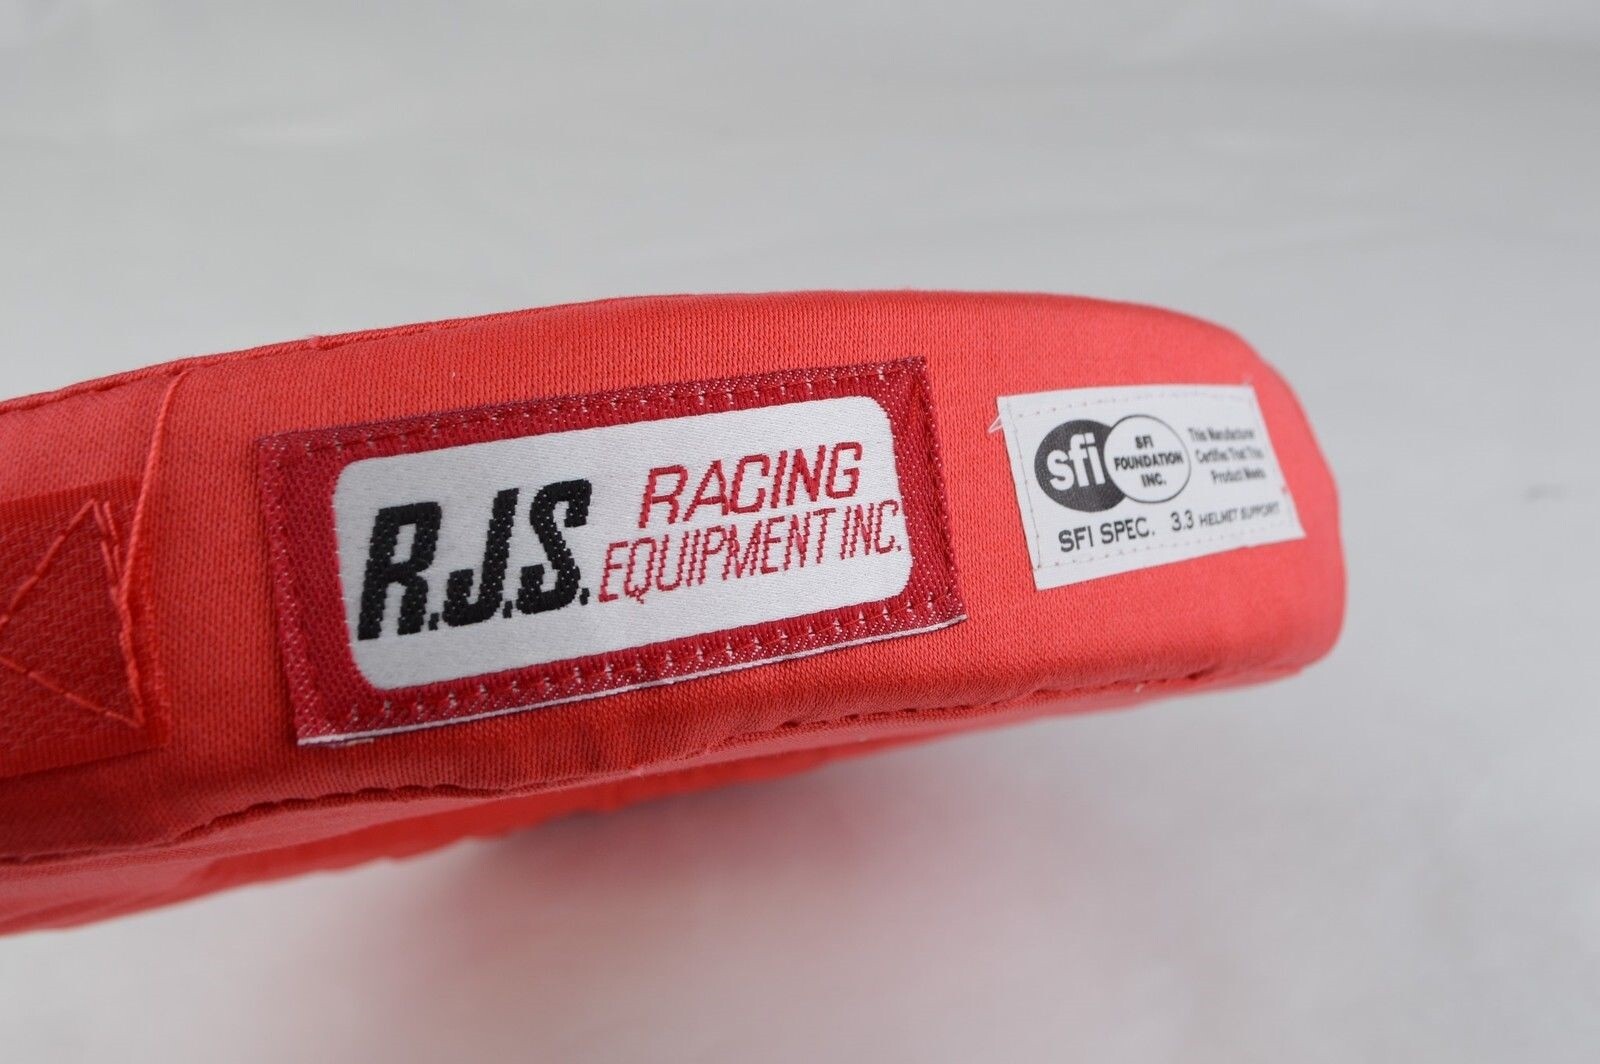 R.J.S.
RACING
EQUIPMENT INC.
sfi
SFI
FOUNDATION
INC.
This Manufacturer
Certifies That This
Product Meets
SFI SPEC. 3.3 HELMET SUPPORT